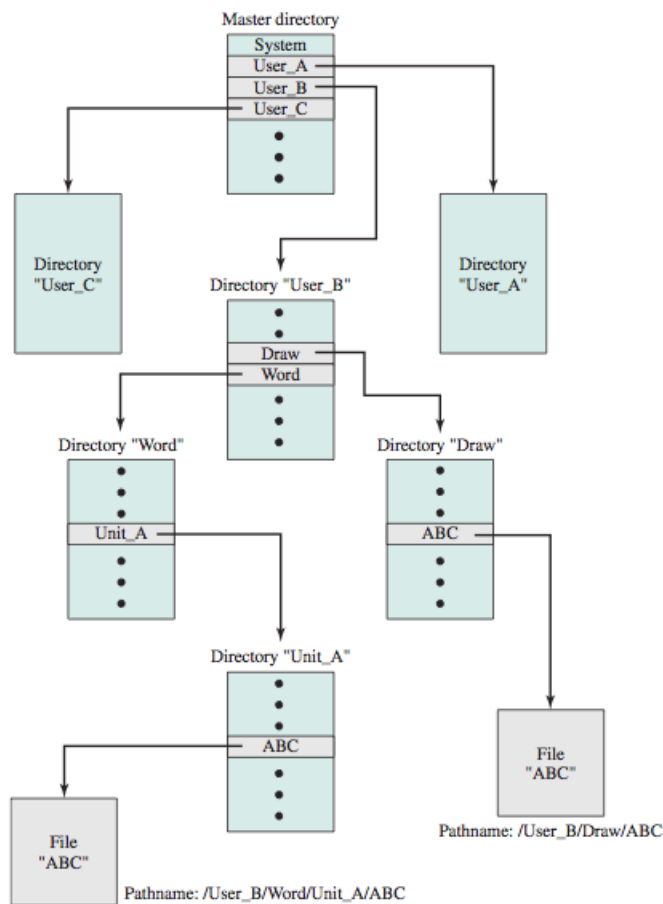 Master directory
System
User_A
User_B
User_C
Directory
"User_C"
Directory
"User_A"
Directory "User_B"
Draw
Word
Directory "Word"
Directory "Draw"
Unit_A
ABC
Directory "Unit_A"
ABC
File
"ABC"
Pathname: /User_B/Draw/ABC
File
"ABC"
Pathname: /User_B/Word/Unit_A/ABC